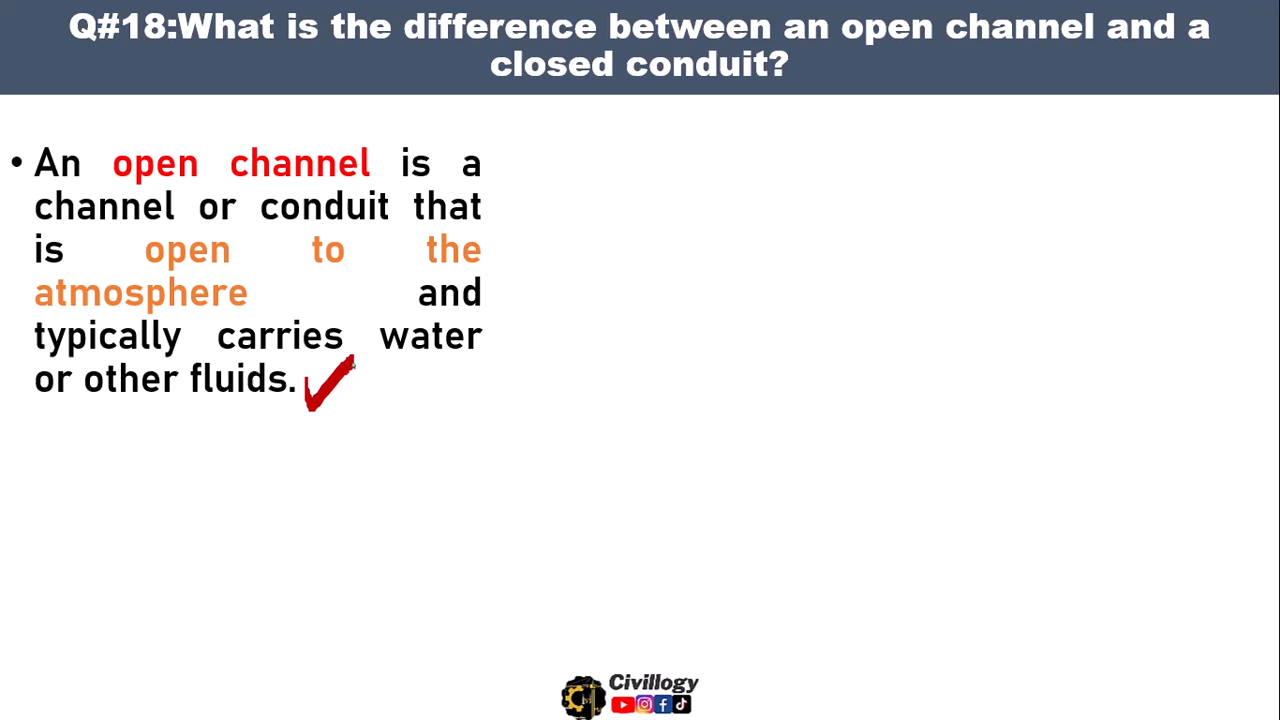 Q#18:What is the difference between an open channel and a
closed conduit?
• An open channel is a
channel or conduit that
is open to the
atmosphere and
typically carries water
or other fluids.
Civillogy